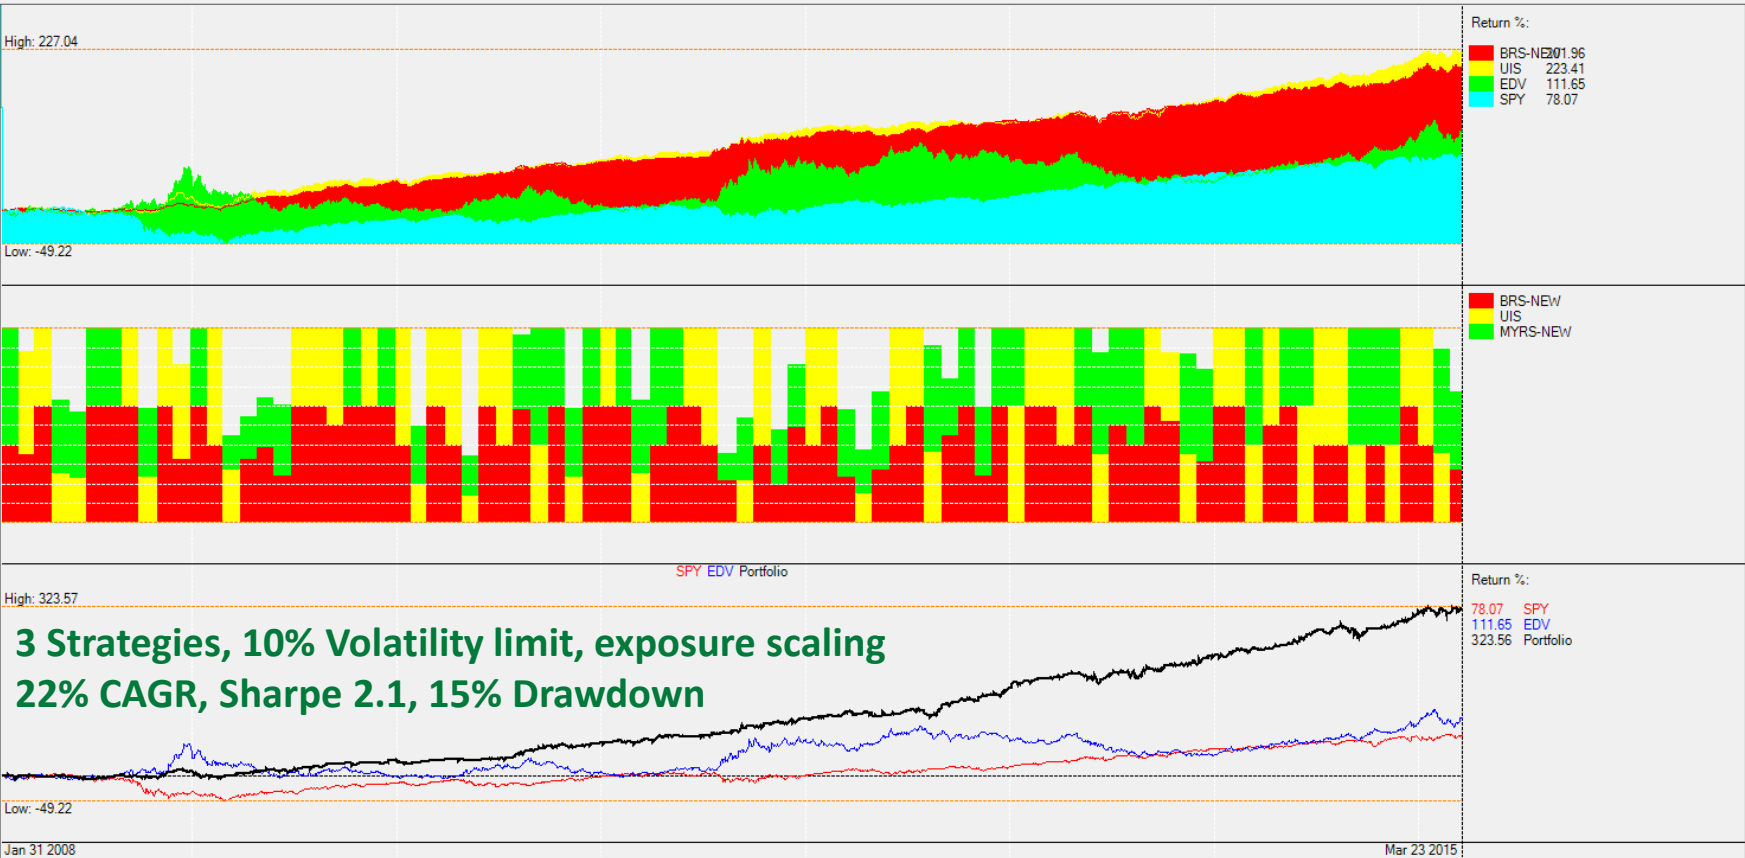 Return %:
High: 227.04
BRS-NEW 201.96
UIS 223.41
EDV 111.65
SPY 78.07
Low: -49.22
BRS-NEW
UIS
MYRS-NEW
SPY EDV Portfolio
Return %:
High: 323.57
78.07 SPY
111.65 EDV
323.56 Portfolio
3 Strategies, 10% Volatility limit, exposure scaling
22% CAGR, Sharpe 2.1, 15% Drawdown
Low: -49.22
Jan 31 2008
Mar 23 2015